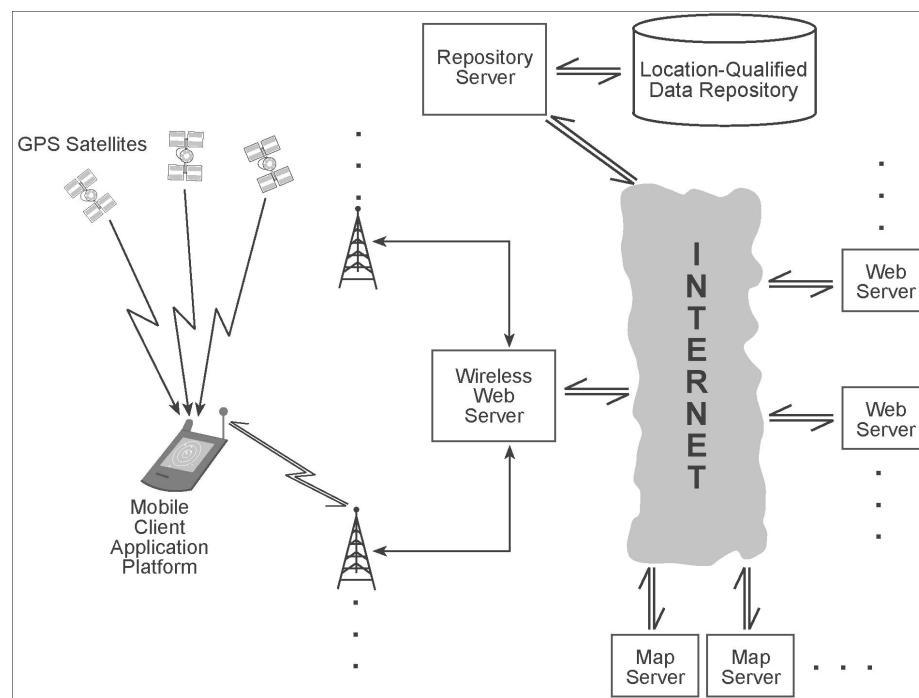 Repository
Server
Location-Qualified
Data Repository
GPS Satellites
INTERNET
Web
Server
Wireless
Web
Server
Web
Server
Mobile
Client
Application
Platform
Map
Server
Map
Server